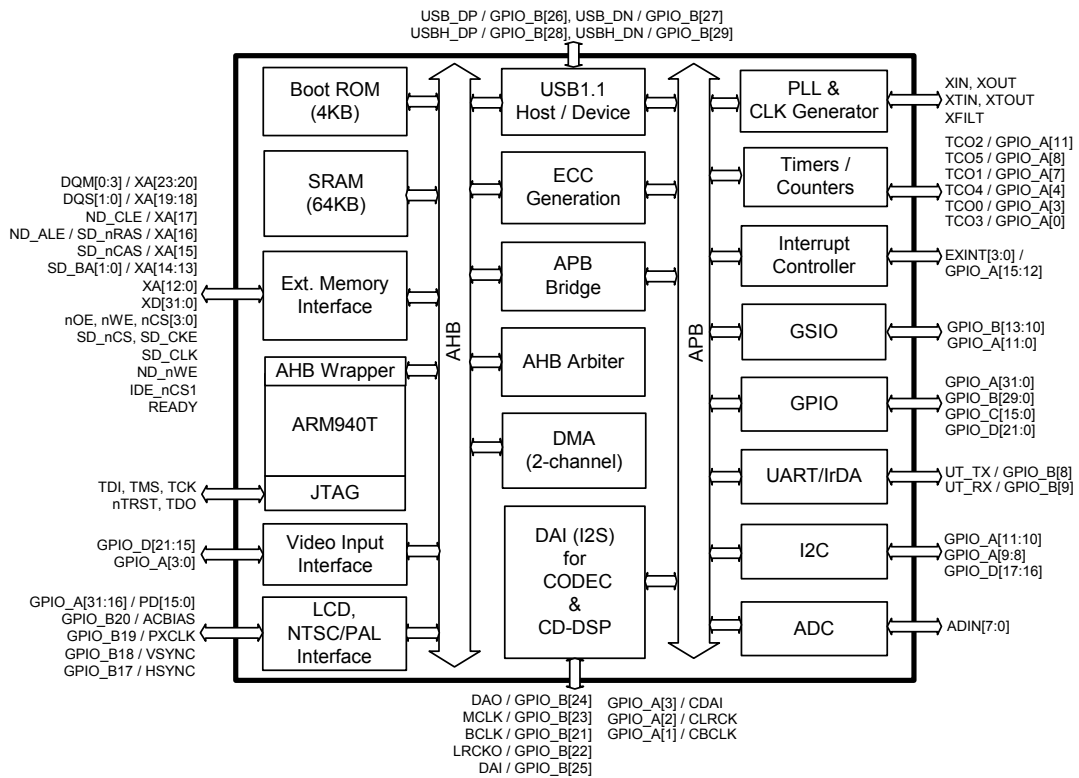 USB_DP / GPIO_B[26], USB_DN / GPIO_B[27]
USBH_DP / GPIO_B[28], USBH_DN / GPIO_B[29]
Boot ROM
(4KB)
SRAM
(64KB)
DQM[0:3] / XA[23:20]
DQS[1:0] / XA[19:18]
ND_CLE / XA[17]
ND_ALE / SD_nRAS / XA[16]
SD_nCAS / XA[15]
SD_BA[1:0] / XA[14:13]
XA[12:0]
XD[31:0]
nOE, nWE, nCS[3:0]
SD_nCS, SD_CKE
SD_CLK
ND_nWE
IDE_nCS1
READY
Ext. Memory
Interface
AHB Wrapper
ARM940T
JTAG
TDI, TMS, TCK
nTRST, TDO
GPIO_D[21:15]
GPIO_A[3:0]
Video Input
Interface
GPIO_A[31:16] / PD[15:0]
GPIO_B20 / ACBIAS
GPIO_B19 / PXCLK
GPIO_B18 / VSYNC
GPIO_B17 / HSYNC
LCD,
NTSC/PAL
Interface
AHB
USB1.1
Host / Device
ECC
Generation
APB
Bridge
AHB Arbiter
DMA
(2-channel)
DAI (I2S)
for
CODEC
&
CD-DSP
APB
PLL &
CLK Generator
XIN, XOUT
XTIN, XTOUT
XFILT
Timers /
Counters
TCO2 / GPIO_A[11]
TCO5 / GPIO_A[8]
TCO1 / GPIO_A[7]
TCO4 / GPIO_A[4]
TCO0 / GPIO_A[3]
TCO3 / GPIO_A[0]
Interrupt
Controller
EXINT[3:0] /
GPIO_A[15:12]
GSIO
GPIO_B[13:10]
GPIO_A[11:0]
GPIO
GPIO_A[31:0]
GPIO_B[29:0]
GPIO_C[15:0]
GPIO_D[21:0]
UART/IrDA
UT_TX / GPIO_B[8]
UT_RX / GPIO_B[9]
I2C
GPIO_A[11:10]
GPIO_A[9:8]
GPIO_D[17:16]
ADC
ADIN[7:0]
DAO / GPIO_B[24]
MCLK / GPIO_B[23]
BCLK / GPIO_B[21]
LRCKO / GPIO_B[22]
DAI / GPIO_B[25]
GPIO_A[3] / CDAI
GPIO_A[2] / CLRCK
GPIO_A[1] / CBCLK